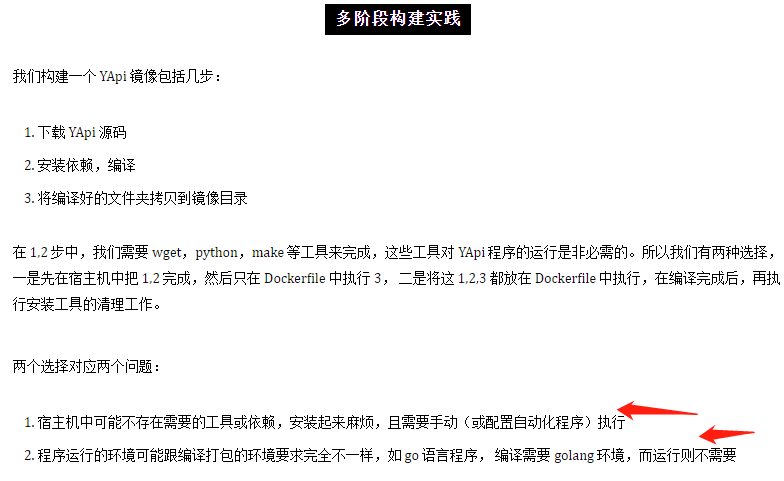 多阶段构建实践
我们构建一个 YApi 镜像包括几步：
1. 下载 YApi 源码
2. 安装依赖，编译
3. 将编译好的文件夹拷贝到镜像目录
在 1,2 步中，我们需要 wget，python，make 等工具来完成，这些工具对 YApi 程序的运行是非必需的。所以我们有两种选择，
一是先在宿主机中把 1,2 完成，然后只在 Dockerfile 中执行 3 ， 二是将这 1,2,3 都放在 Dockerfile 中执行，在编译完成后，再执
行安装工具的清理工作。
两个选择对应两个问题：
1. 宿主机中可能不存在需要的工具或依赖，安装起来麻烦，且需要手动（或配置自动化程序）执行
2. 程序运行的环境可能跟编译打包的环境要求完全不一样，如 go 语言程序， 编译需要 golang 环境，而运行则不需要